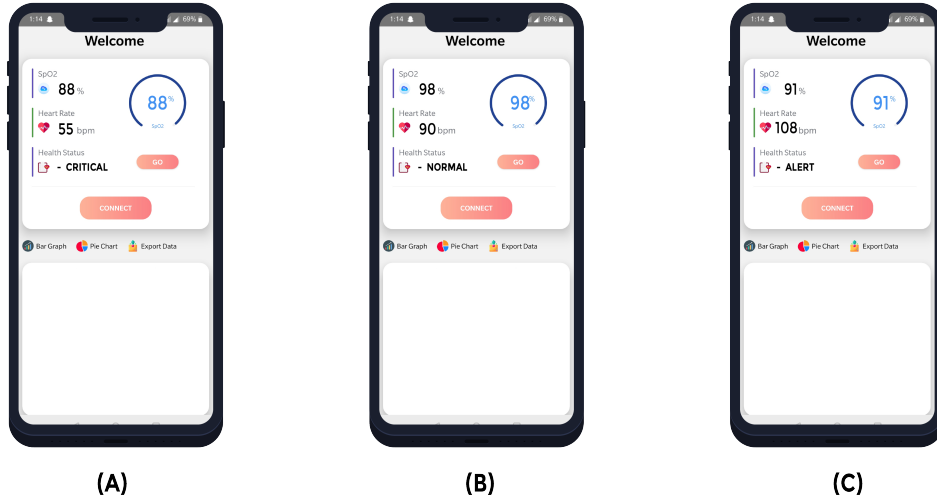 1:14 69%
Welcome
SpO2
88 %
88%
SpO2
Heart Rate
55 bpm
Health Status
- CRITICAL
GO
CONNECT
Bar Graph Pie Chart Export Data
(A)
1:14 69%
Welcome
SpO2
98 %
98%
SpO2
Heart Rate
90 bpm
Health Status
- NORMAL
GO
CONNECT
Bar Graph Pie Chart Export Data
(B)
1:14 69%
Welcome
SpO2
91 %
91%
SpO2
Heart Rate
108 bpm
Health Status
- ALERT
GO
CONNECT
Bar Graph Pie Chart Export Data
(C)